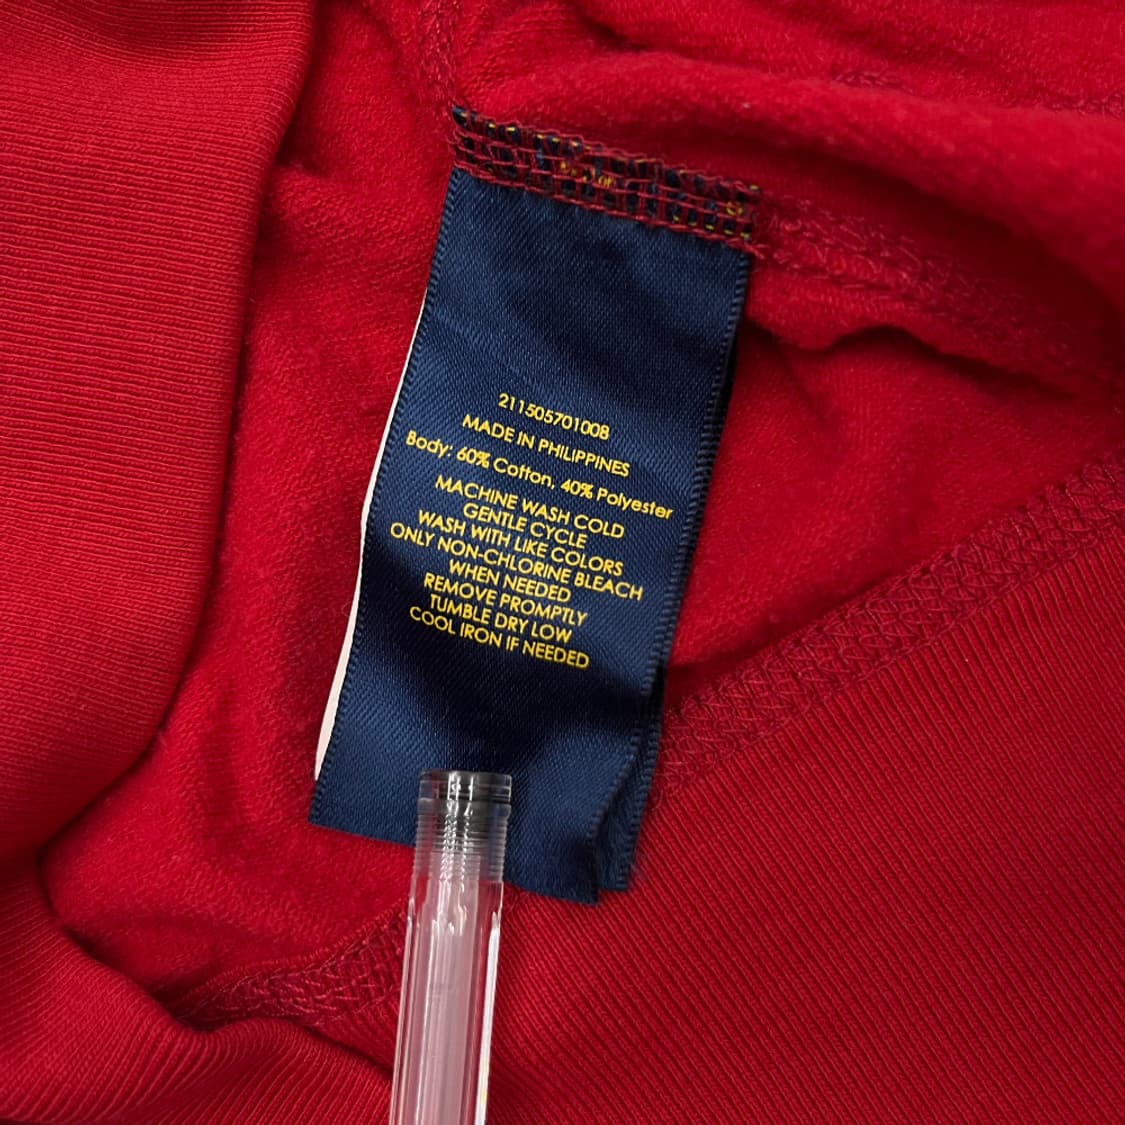 211505701008
MADE IN PHILIPPINES
Body: 60% Cotton, 40% Polyester
MACHINE WASH COLD
GENTLE CYCLE
WASH WITH LIKE COLORS
ONLY NON-CHLORINE BLEACH
WHEN NEEDED
REMOVE PROMPTLY
TUMBLE DRY LOW
COOL IRON IF NEEDED